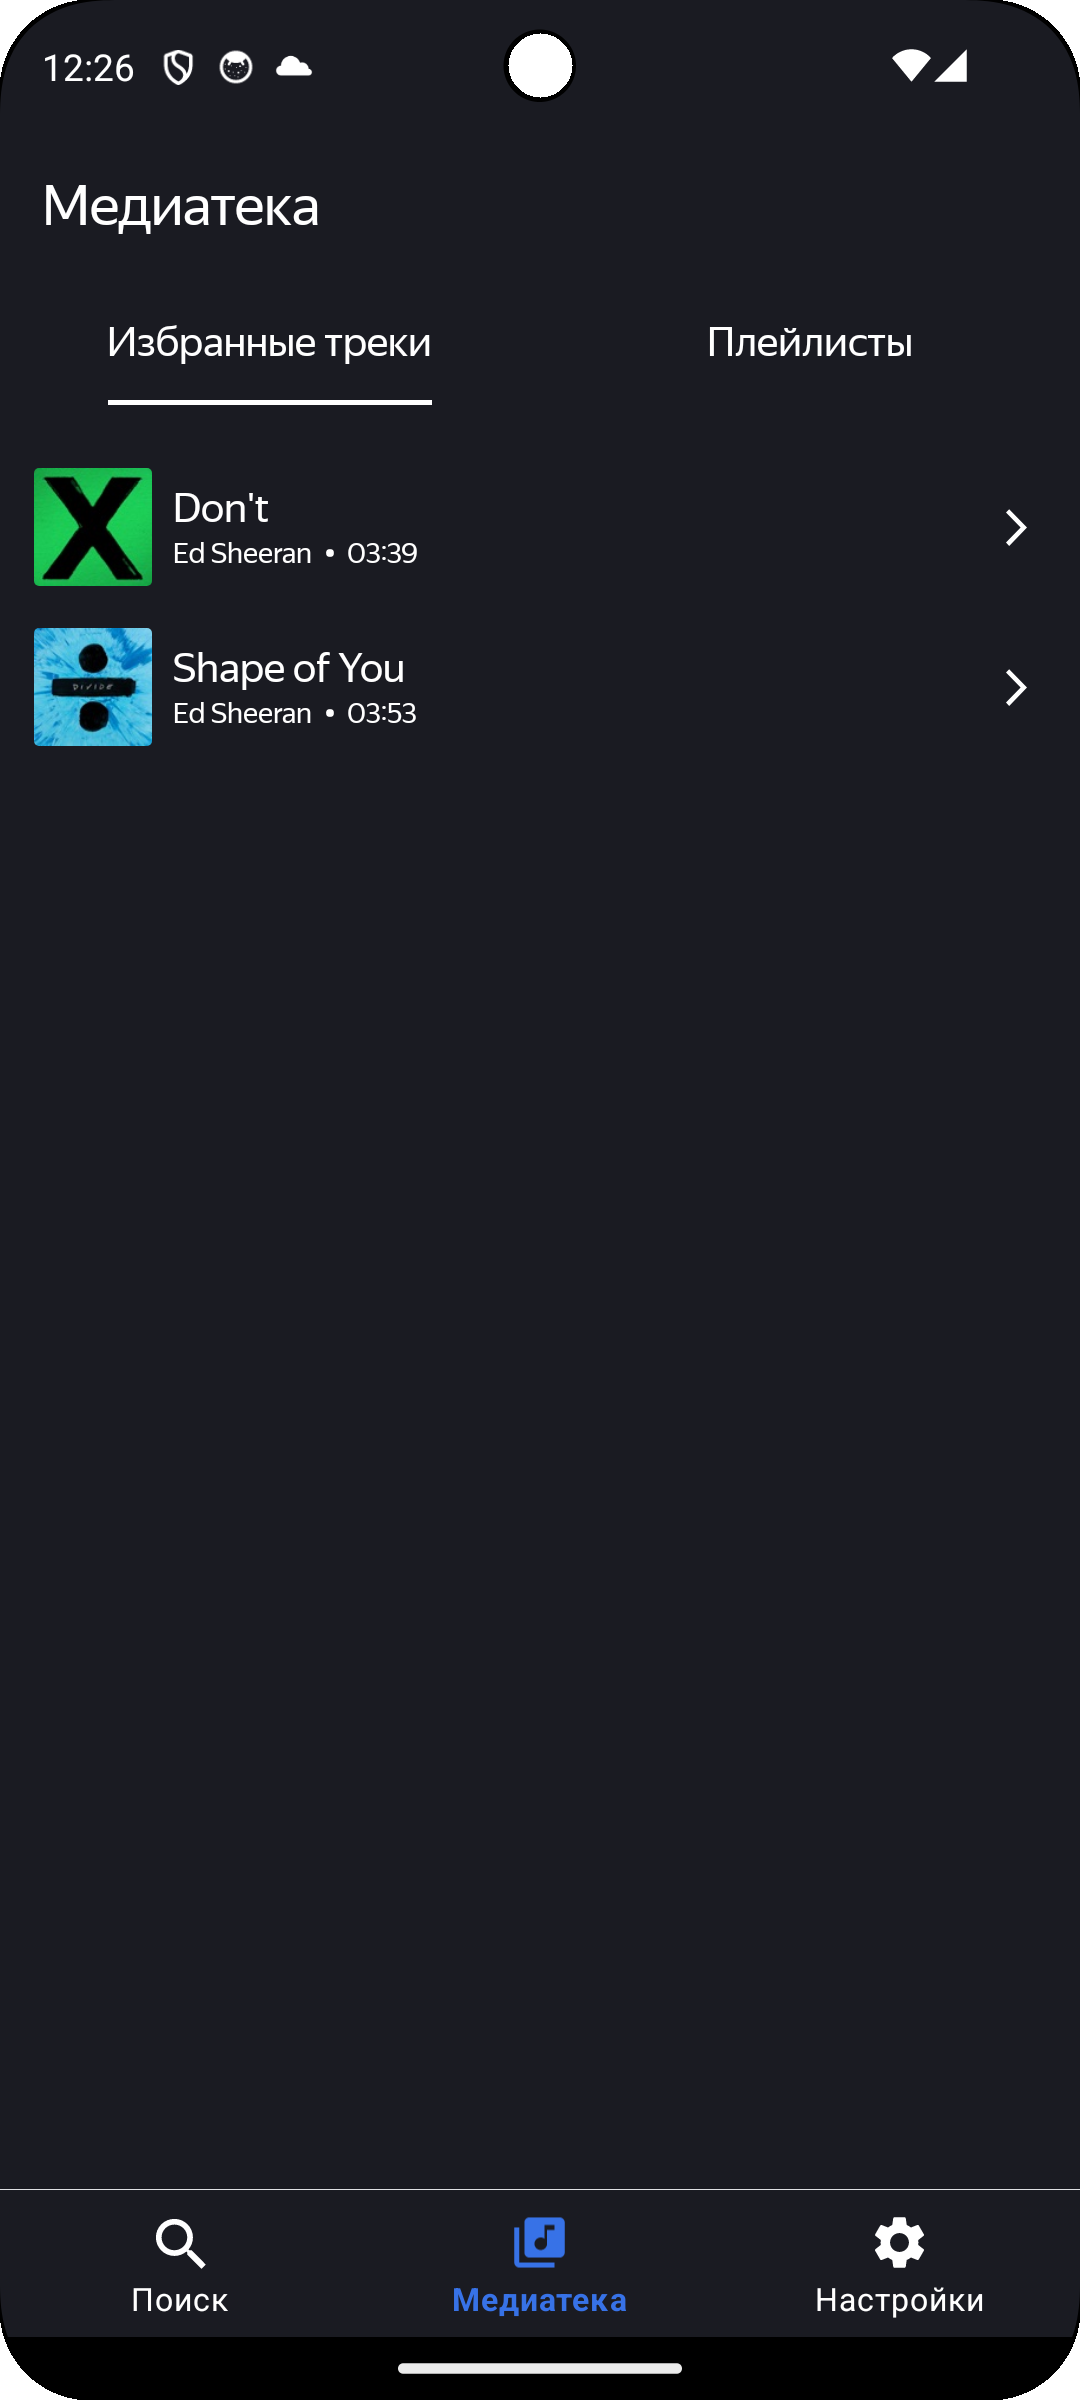 12:26
Медиатека
Избранные треки
Плейлисты
Don't
Ed Sheeran • 03:39
DIVIDE
Shape of You
Ed Sheeran • 03:53
Поиск
Медиатека
Настройки